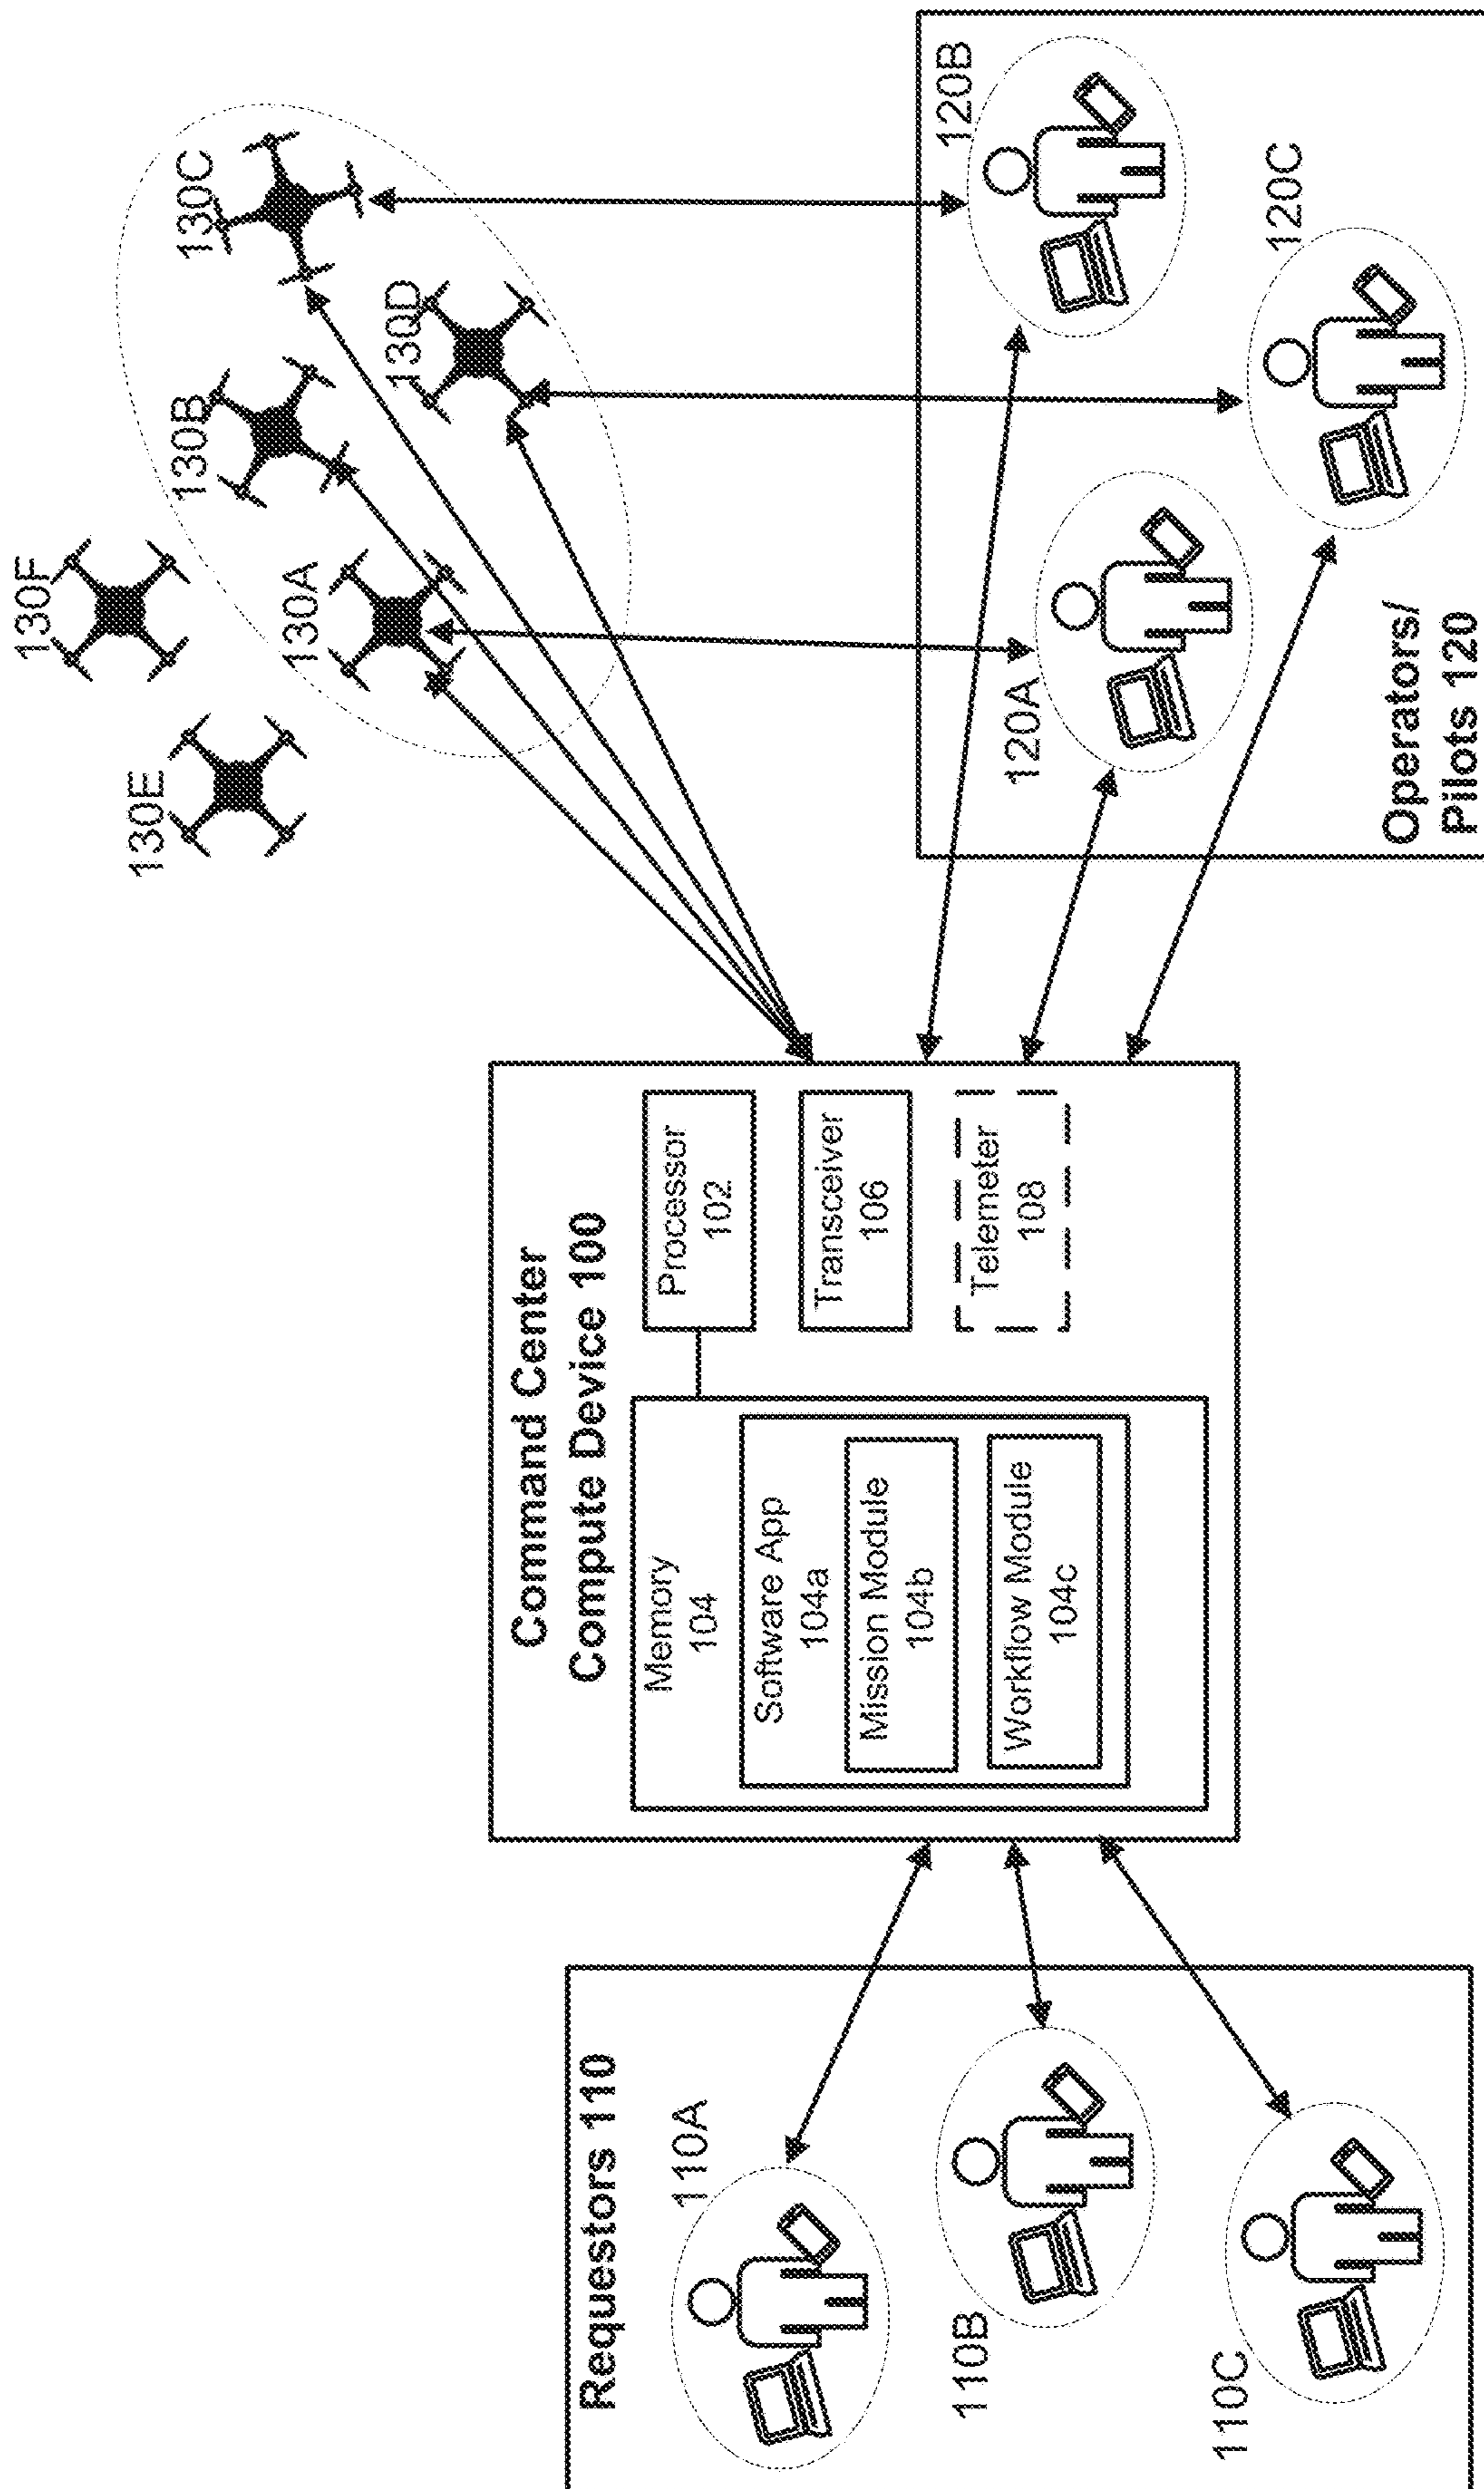 Requestors 110
110A
110B
110C
Command Center
Compute Device 100
Memory
104
Software App
104a
Mission Module
104b
Workflow Module
104c
Processor
102
Transceiver
106
Telemeter
108
130E
130F
130A
130B
130C
130D
120A
120B
120C
Operators/
Pilots 120